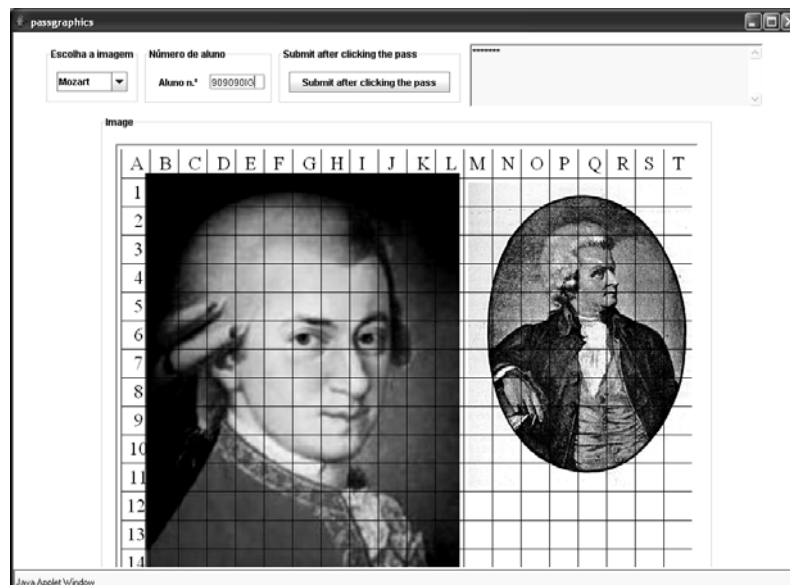 passgraphics
Escolha a imagem
Número de aluno
Submit after clicking the pass
Mozart
Aluno n.º
Submit after clicking the pass
*******
Image
A B C D E F G H I J K L M N O P Q R S T
1
2
3
4
5
6
7
8
9
10
11
12
13
14
Java Applet Window